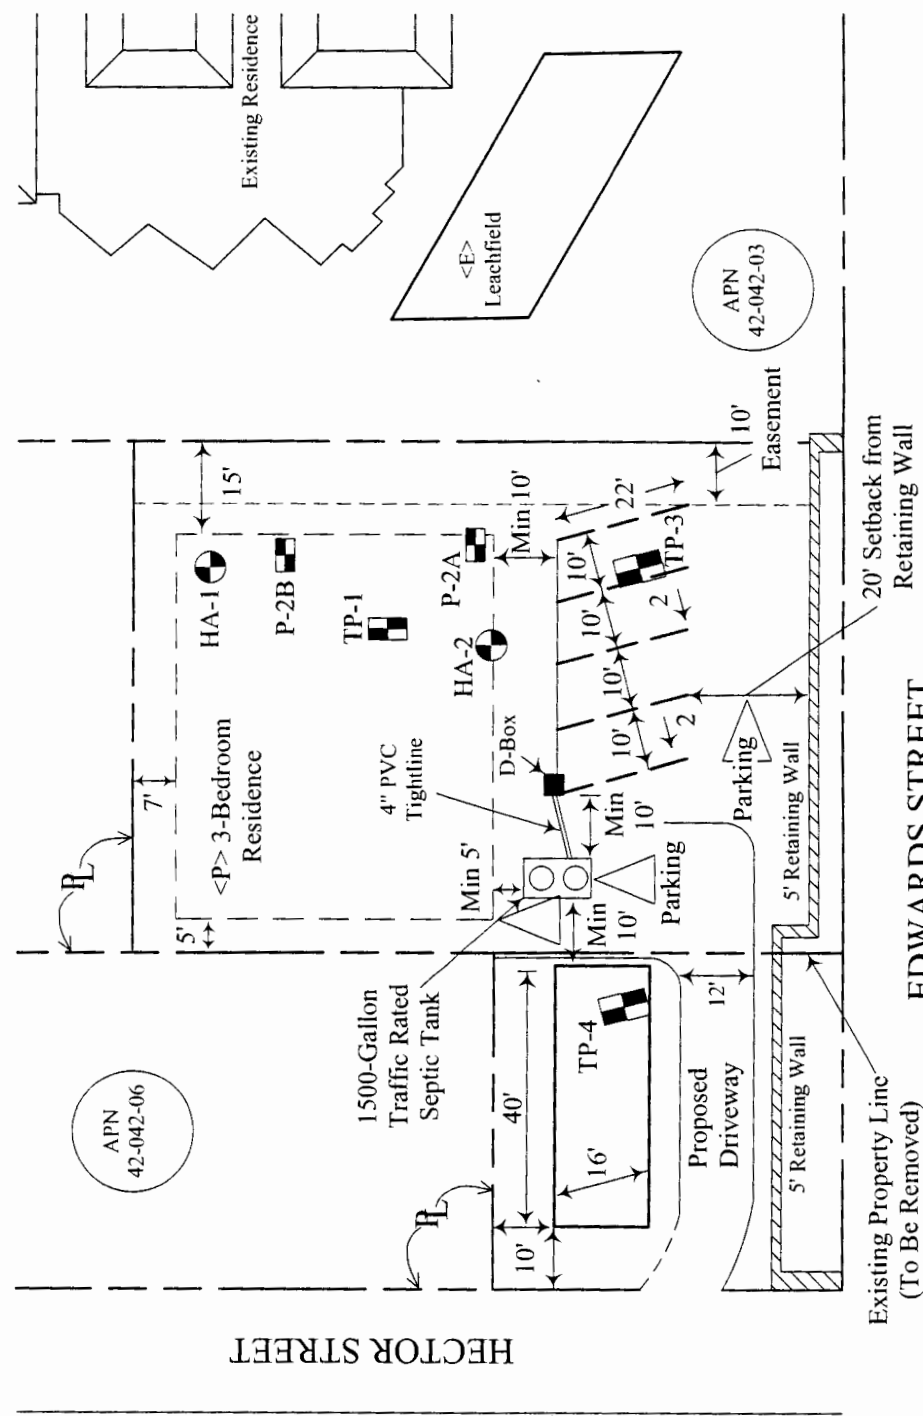 HECTOR STREET
EDWARDS STREET
APN
42-042-06
PL
PL
7'
5'
15'
<P> 3-Bedroom
Residence
HA-1
P-2B
TP-1
P-2A
HA-2
Existing Residence
<E>
Leachfield
APN
42-042-03
1500-Gallon
Traffic Rated
Septic Tank
Min 5'
4" PVC
Tightline
D-Box
Min 10'
22'
TP-3
10'
10'
10'
10'
2
2
10'
Easement
Min
10'
Min
10'
Parking
Parking
40'
16'
10'
TP-4
12'
Proposed
Driveway
5' Retaining Wall
5' Retaining Wall
20' Setback from
Retaining Wall
Existing Property Line
(To Be Removed)